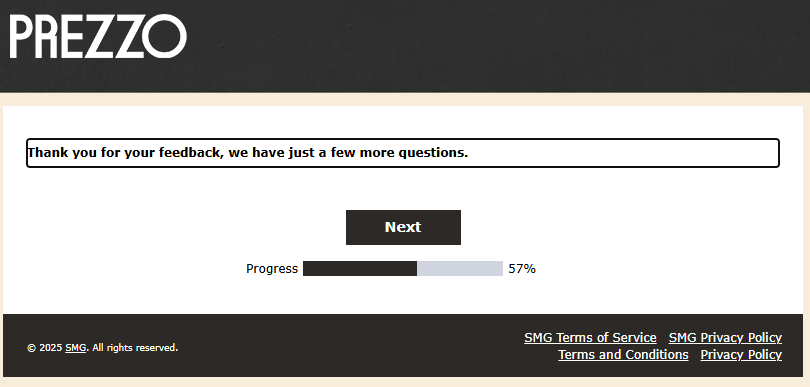 PREZZO
Thank you for your feedback, we have just a few more questions.
Next
Progress 57%
© 2025 SMG. All rights reserved.
SMG Terms of Service SMG Privacy Policy
Terms and Conditions Privacy Policy